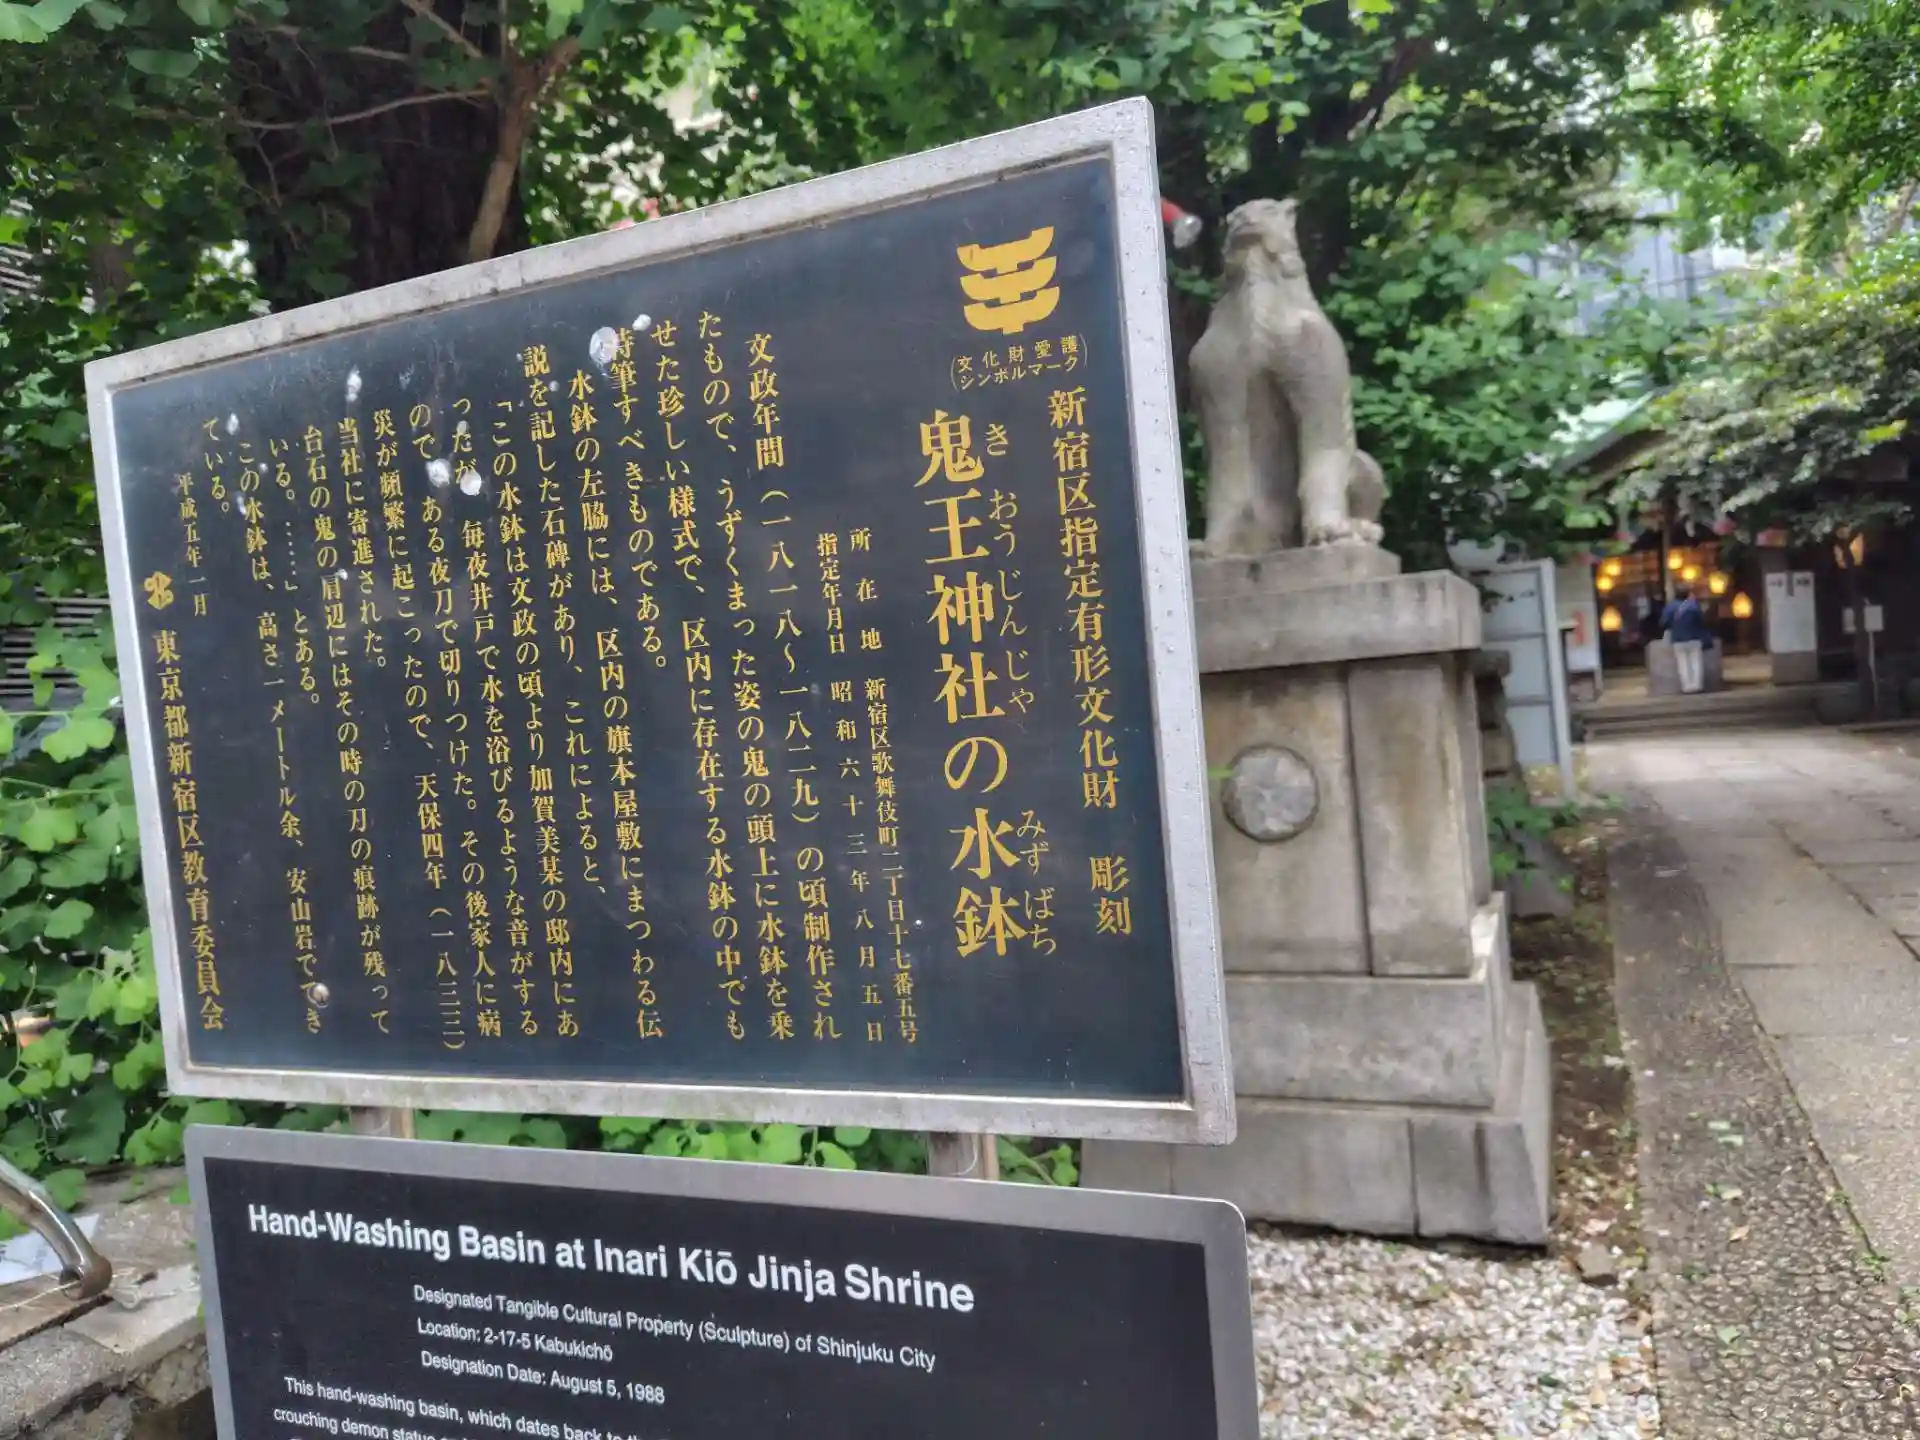 (文化財愛護
シンボルマーク)
新宿区指定有形文化財 彫刻
きおうじんじゃ みずばち
鬼王神社の水鉢
所在地 新宿区歌舞伎町二丁目十七番五号
指定年月日 昭和六十三年八月五日
文政年間(一八一八〜一八二九)の頃制作され
たもので、うずくまった姿の鬼の頭上に水鉢を乗
せた珍しい様式で、区内に存在する水鉢の中でも
特筆すべきものである。
水鉢の左脇には、区内の旗本屋敷にまつわる伝
説を記した石碑があり、これによると、
「この水鉢は文政の頃より加賀美某の邸内にあ
ったが、毎夜井戸で水を浴びるような音がする
ので、ある夜刀で切りつけた。その後家人に病
災が頻繁に起こったので、天保四年(一八三三)
当社に寄進された。
台石の鬼の肩辺にはその時の刀の痕跡が残って
いる。……」とある。
この水鉢は、高さ一メートル余、安山岩ででき
ている。
平成五年一月
東京都新宿区教育委員会
Hand-Washing Basin at Inari Kiō Jinja Shrine
Designated Tangible Cultural Property (Sculpture) of Shinjuku City
Location: 2-17-5 Kabukichō
Designation Date: August 5, 1988
This hand-washing basin, which dates back to
crouching demon statue